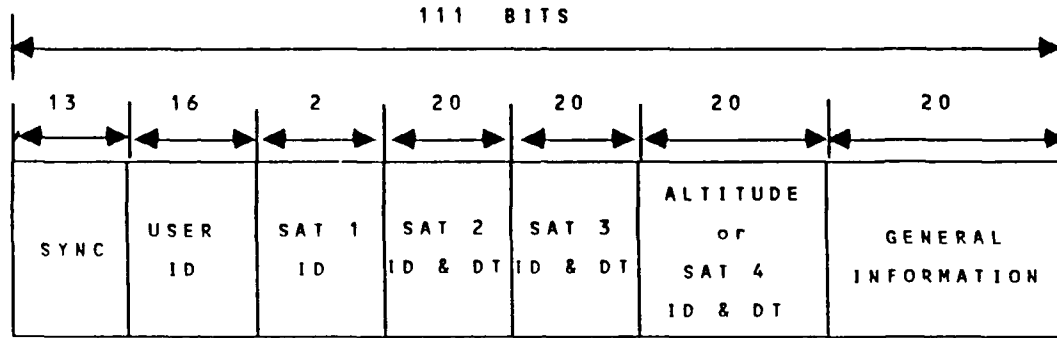 111 BITS
13 16 2 20 20 20 20
SYNC
USER
ID
SAT 1
ID
SAT 2
ID & DT
SAT 3
ID & DT
ALTITUDE
or
SAT 4
ID & DT
GENERAL
INFORMATION